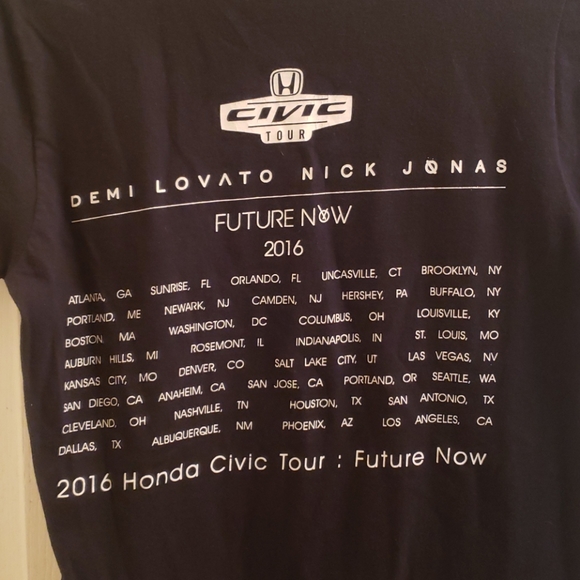 CIVIC
TOUR
DEMI LOVATO NICK JONAS
FUTURE NOW
2016
ATLANTA, GA SUNRISE, FL ORLANDO, FL UNCASVILLE, CT BROOKLYN, NY
PORTLAND, ME NEWARK, NJ CAMDEN, NJ HERSHEY, PA BUFFALO, NY
BOSTON MA WASHINGTON, DC COLUMBUS, OH LOUISVILLE, KY
AUBURN HILLS, MI ROSEMONT, IL INDIANAPOLIS, IN ST. LOUIS, MO
KANSAS CITY, MO DENVER, CO SALT LAKE CITY, UT LAS VEGAS, NV
SAN DIEGO, CA ANAHEIM, CA SAN JOSE, CA PORTLAND, OR SEATTLE, WA
CLEVELAND, OH NASHVILLE, TN HOUSTON, TX SAN ANTONIO, TX
DALLAS, TX ALBUQUERQUE, NM PHOENIX, AZ LOS ANGELES, CA
2016 Honda Civic Tour : Future Now